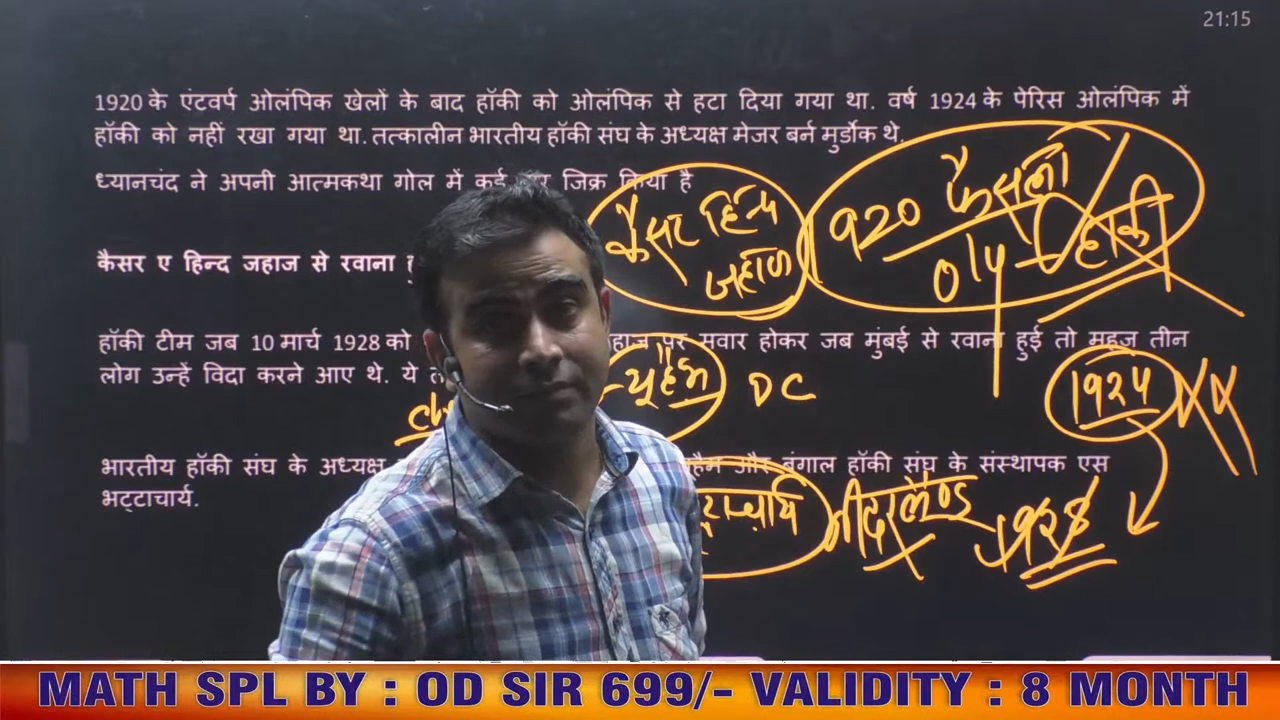 21:15
1920 के एंटवर्प ओलंपिक खेलों के बाद हॉकी को ओलंपिक से हटा दिया गया था. वर्ष 1924 के पेरिस ओलंपिक में
हॉकी को नहीं रखा गया था. तत्कालीन भारतीय हॉकी संघ के अध्यक्ष मेजर बर्न मुर्डोक थे.
ध्यानचंद ने अपनी आत्मकथा गोल में कई जिक्र किया है
कैसर हिन्द
जहाज
920 फैसला
हॉकी
कैसर ए हिन्द जहाज से रवाना
हॉकी टीम जब 10 मार्च 1928 को पर सवार होकर जब मुंबई से रवाना हुई तो महज तीन
लोग उन्हें विदा करने आए थे. ये
DC
1924
भारतीय हॉकी संघ के अध्यक्ष और बंगाल हॉकी संघ के संस्थापक एस
भट्टाचार्य.
नीदरलैण्ड 1928
MATH SPL BY : OD SIR 699/- VALIDITY : 8 MONTH